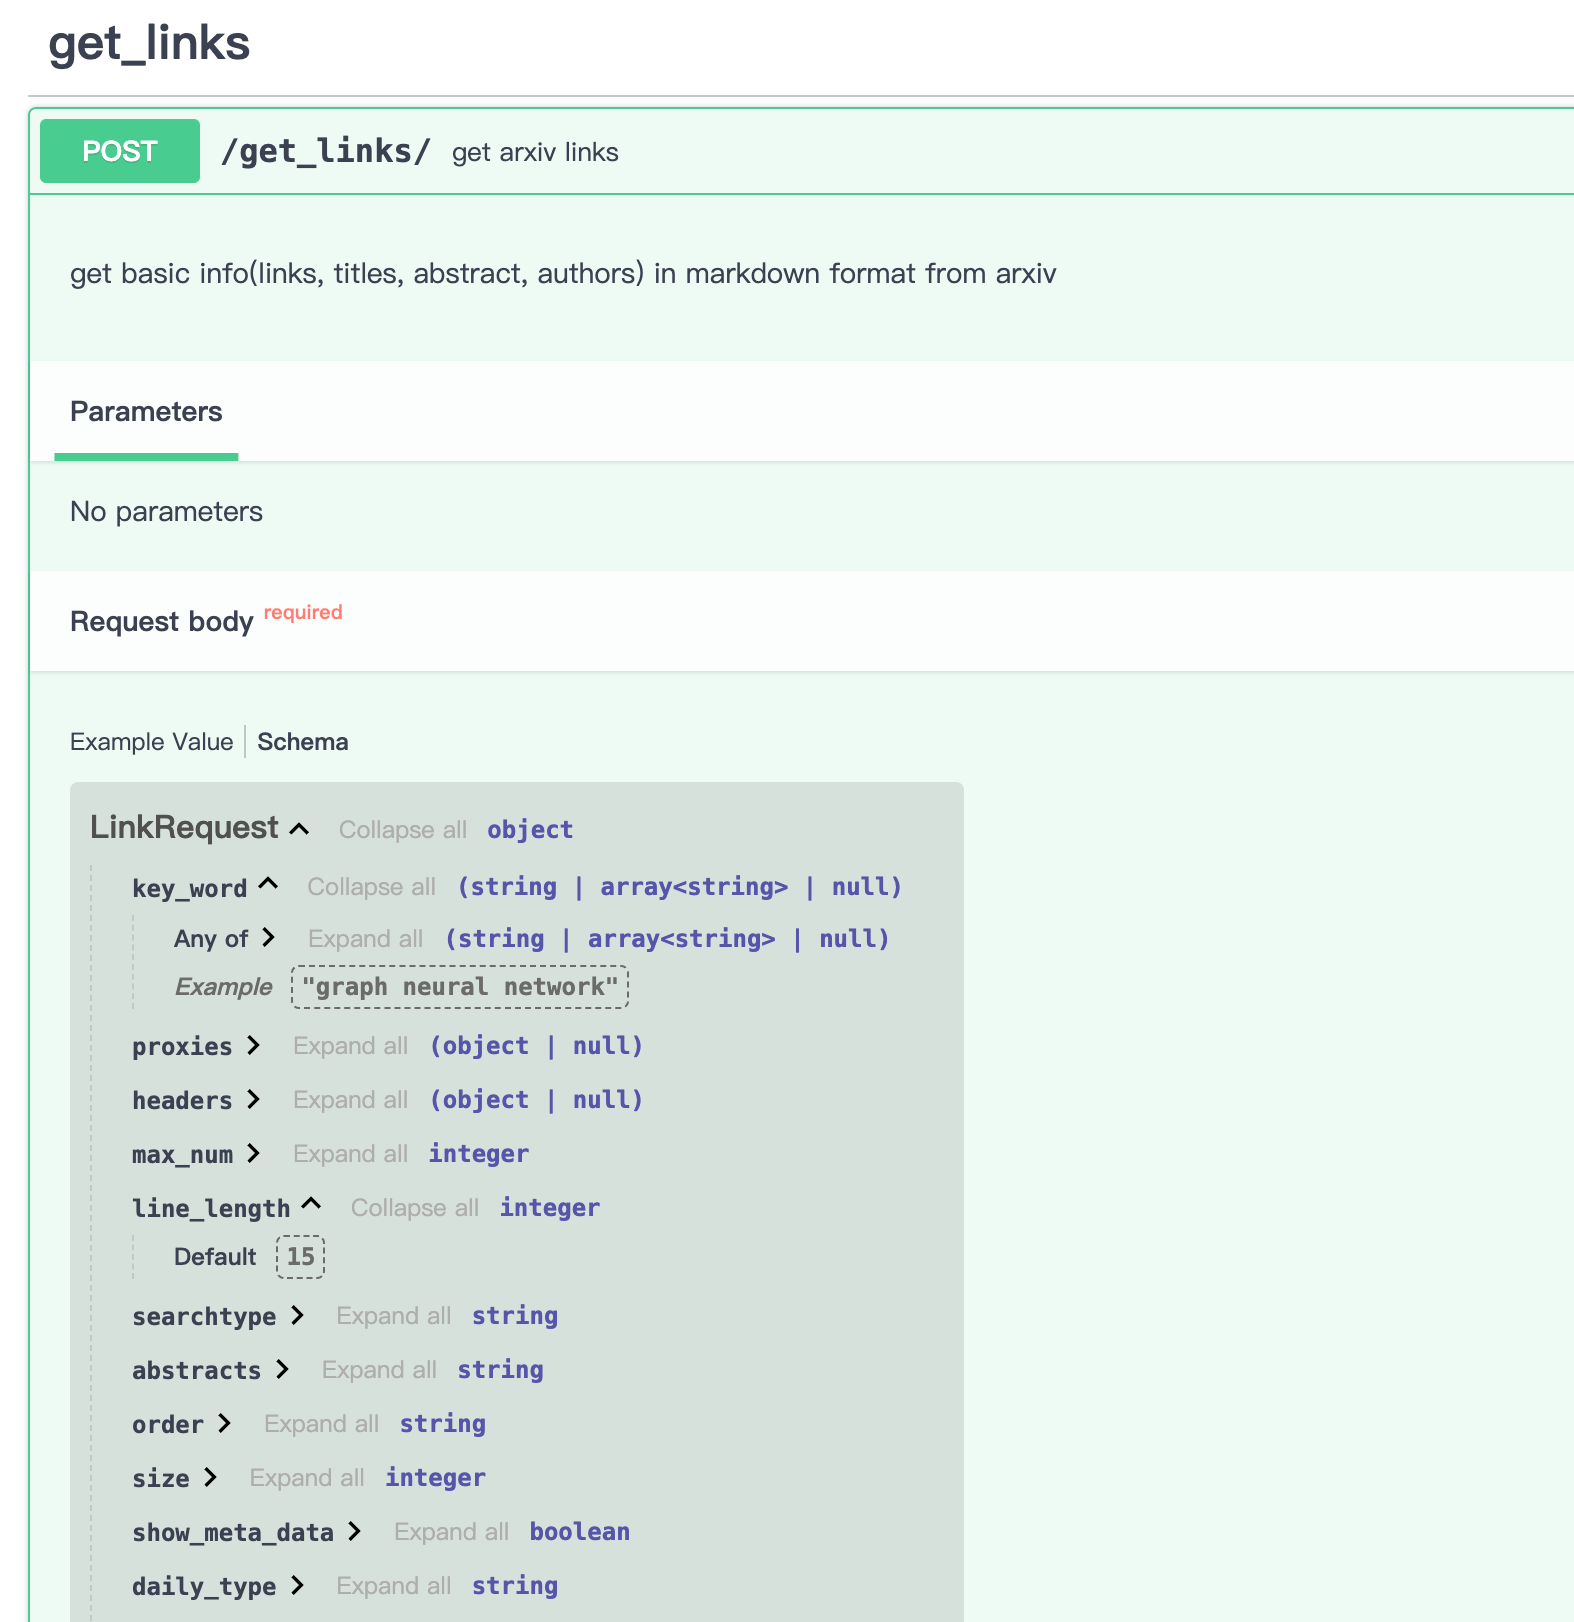 get_links
POST /get_links/ get arxiv links
get basic info(links, titles, abstract, authors) in markdown format from arxiv
Parameters
No parameters
Request body required
Example Value Schema
LinkRequest Collapse all object
key_word Collapse all (string | array<string> | null)
Any of Expand all (string | array<string> | null)
Example "graph neural network"
proxies Expand all (object | null)
headers Expand all (object | null)
max_num Expand all integer
line_length Collapse all integer
Default 15
searchtype Expand all string
abstracts Expand all string
order Expand all string
size Expand all integer
show_meta_data Expand all boolean
daily_type Expand all string